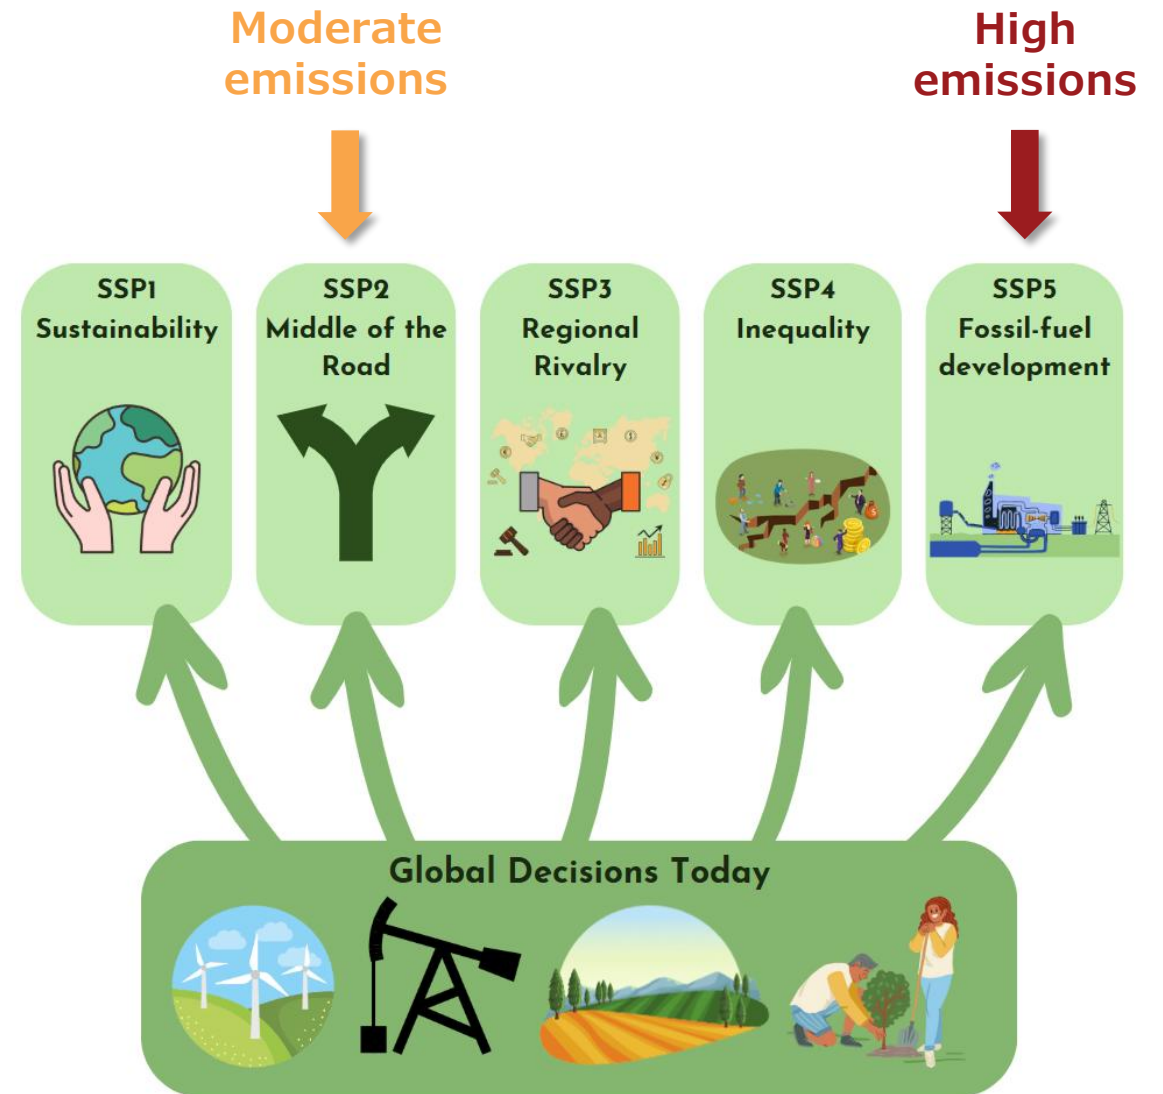 Moderate
emissions
High
emissions
SSP1
Sustainability
SSP2
Middle of the
Road
SSP3
Regional
Rivalry
SSP4
Inequality
SSP5
Fossil-fuel
development
Global Decisions Today